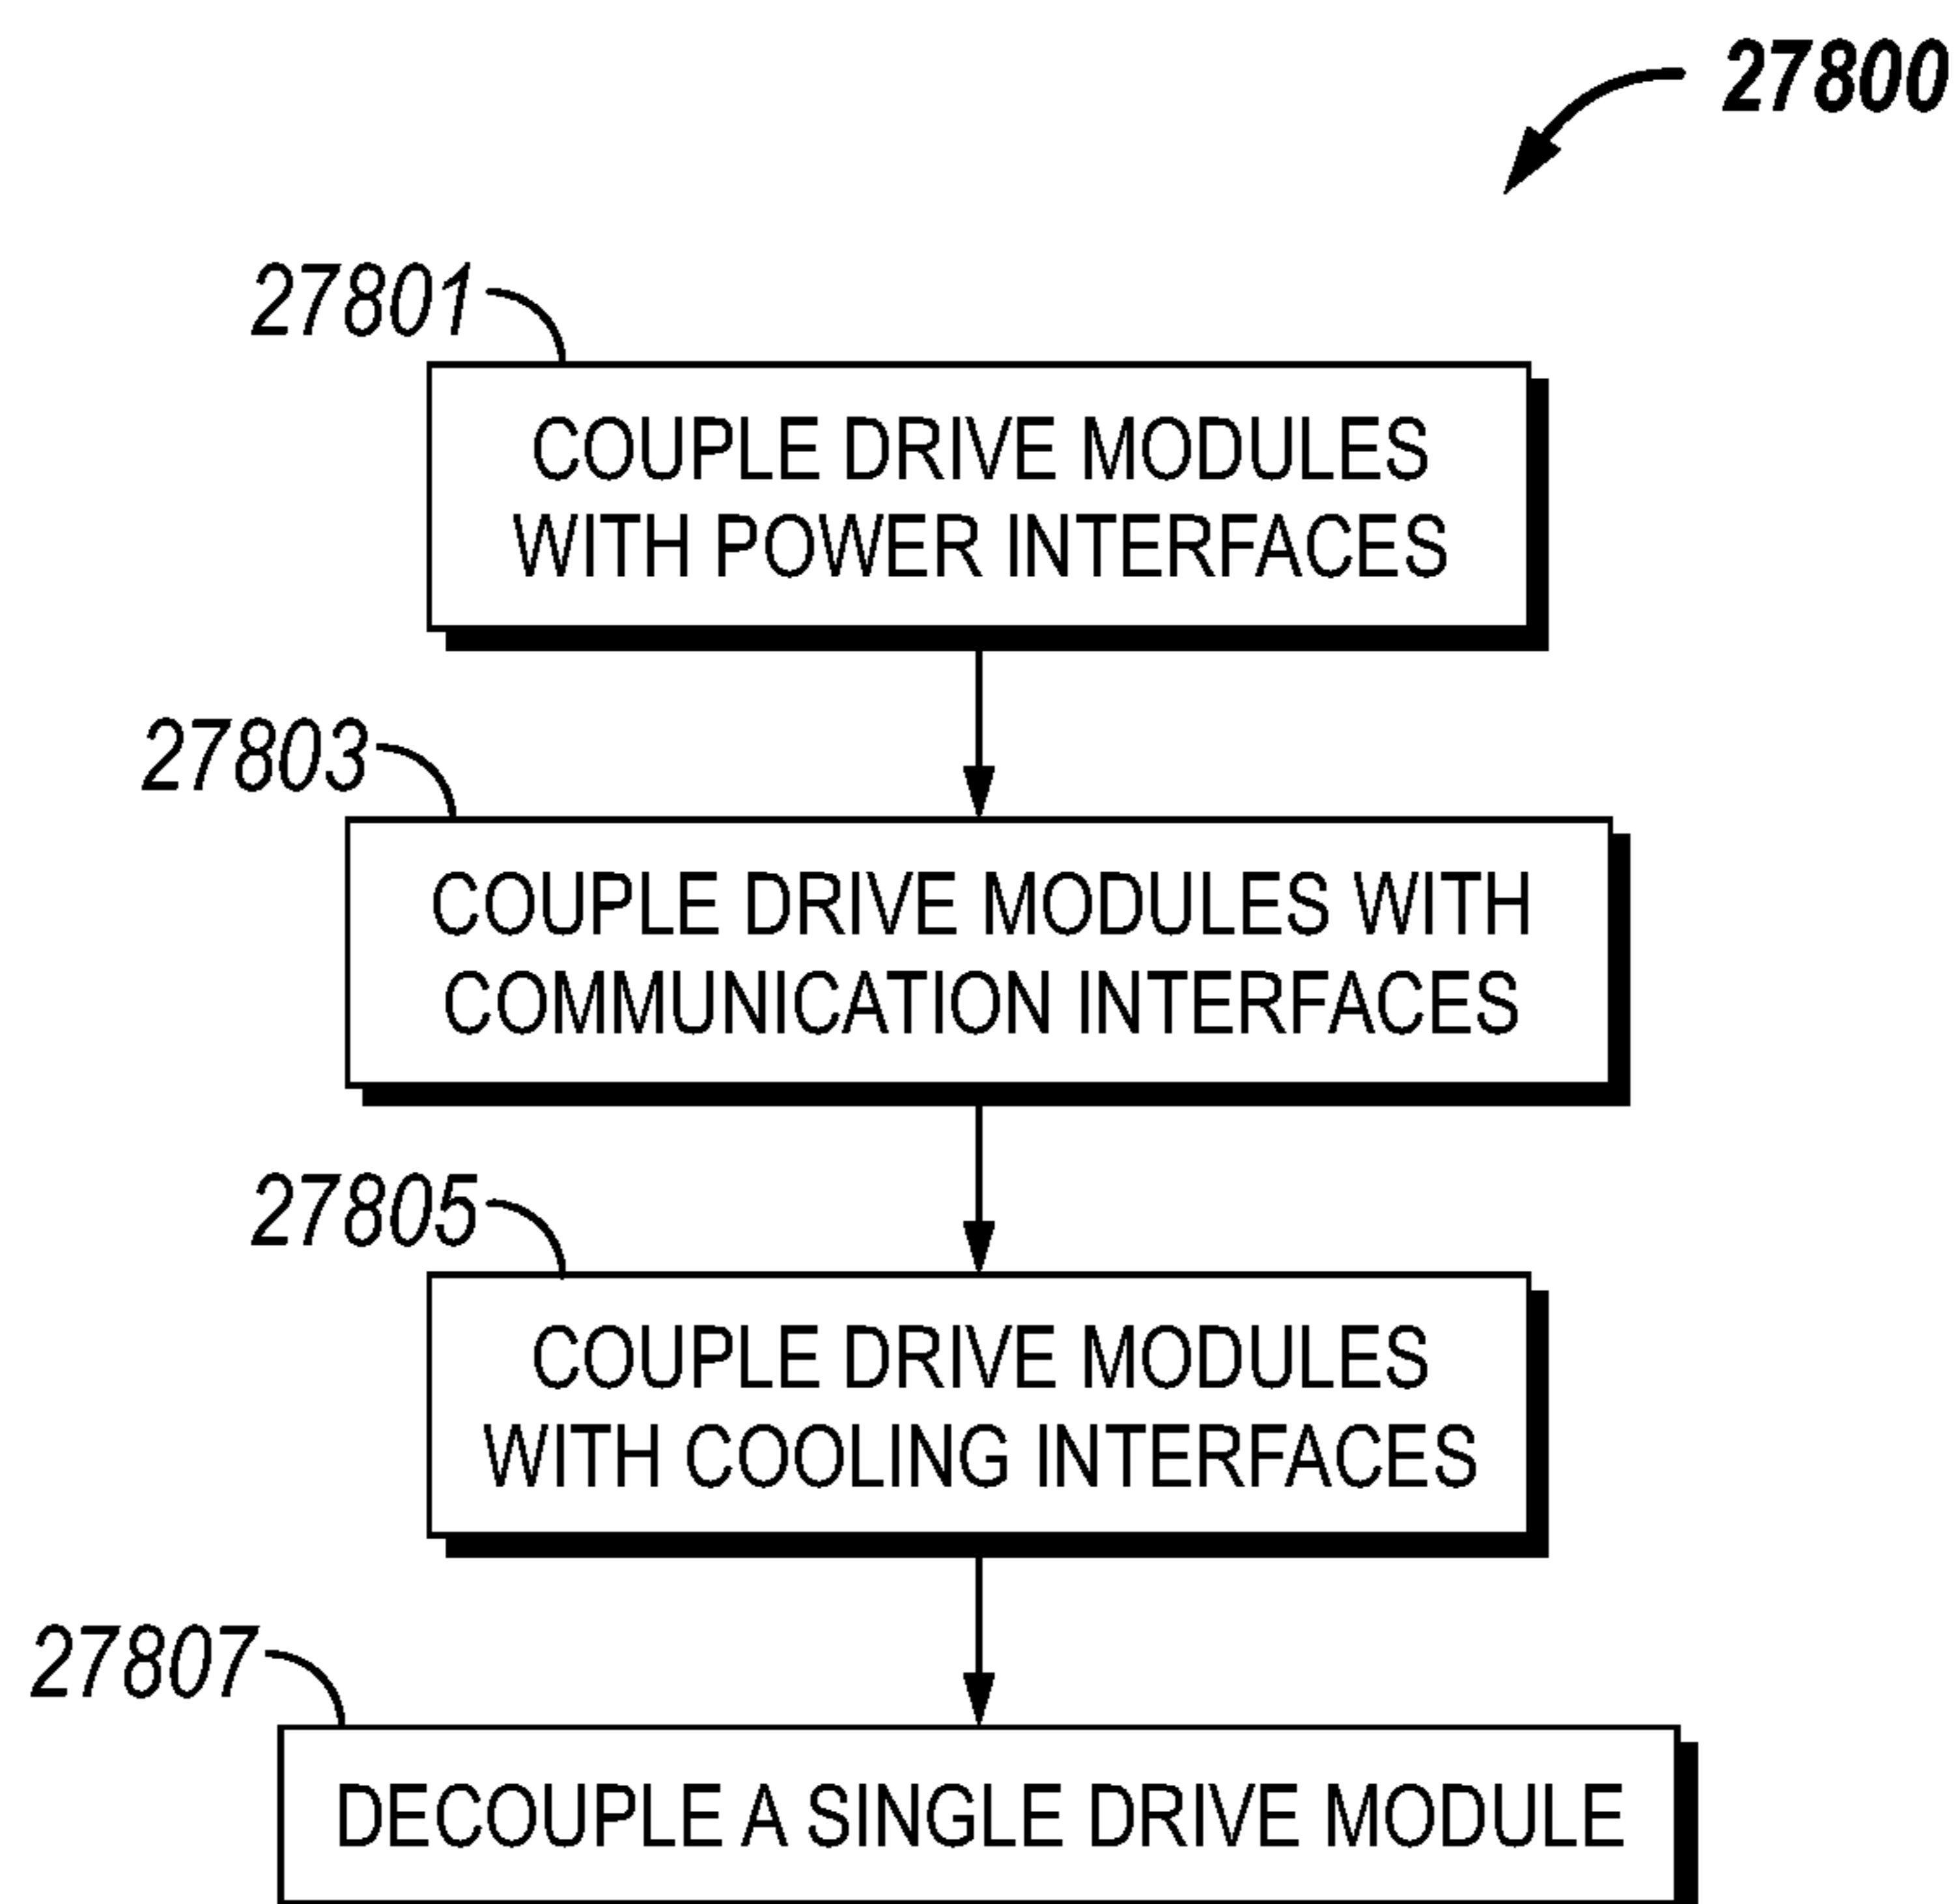 27800
27801
COUPLE DRIVE MODULES
WITH POWER INTERFACES
27803
COUPLE DRIVE MODULES WITH
COMMUNICATION INTERFACES
27805
COUPLE DRIVE MODULES
WITH COOLING INTERFACES
27807
DECOUPLE A SINGLE DRIVE MODULE